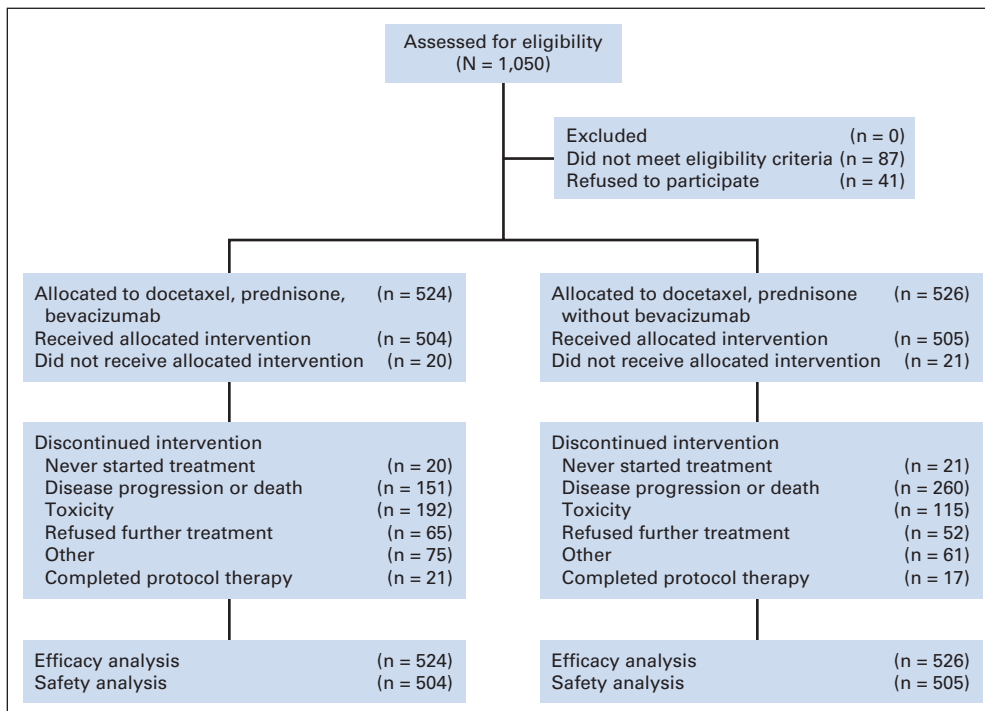 Assessed for eligibility
(N = 1,050)
Excluded (n = 0)
Did not meet eligibility criteria (n = 87)
Refused to participate (n = 41)
Allocated to docetaxel, prednisone, (n = 524)
bevacizumab
Received allocated intervention (n = 504)
Did not receive allocated intervention (n = 20)
Allocated to docetaxel, prednisone (n = 526)
without bevacizumab
Received allocated intervention (n = 505)
Did not receive allocated intervention (n = 21)
Discontinued intervention
Never started treatment (n = 20)
Disease progression or death (n = 151)
Toxicity (n = 192)
Refused further treatment (n = 65)
Other (n = 75)
Completed protocol therapy (n = 21)
Discontinued intervention
Never started treatment (n = 21)
Disease progression or death (n = 260)
Toxicity (n = 115)
Refused further treatment (n = 52)
Other (n = 61)
Completed protocol therapy (n = 17)
Efficacy analysis (n = 524)
Safety analysis (n = 504)
Efficacy analysis (n = 526)
Safety analysis (n = 505)